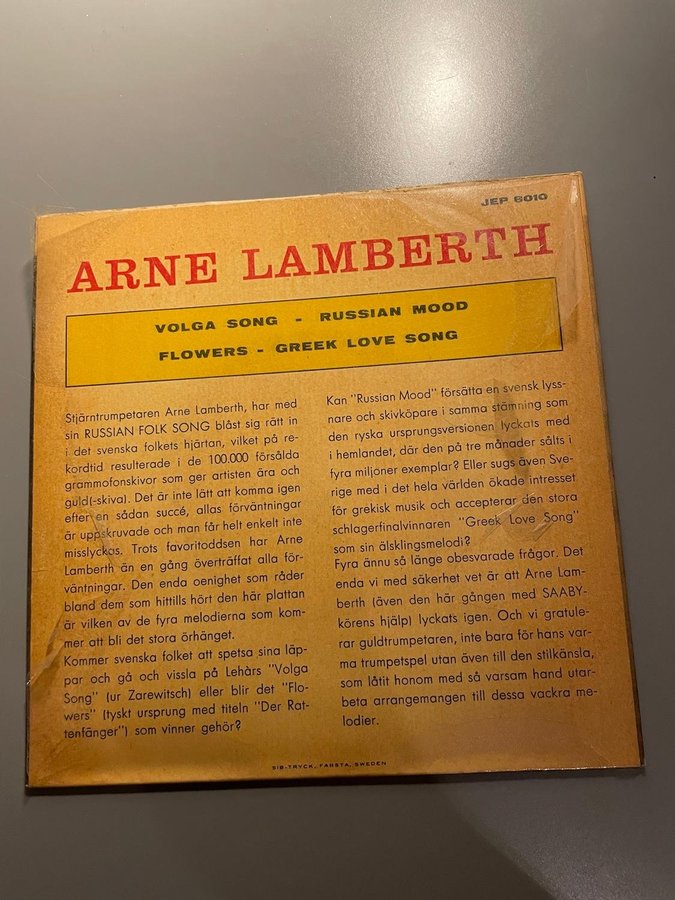 JEP 6010
ARNE LAMBERTH
VOLGA SONG - RUSSIAN MOOD
FLOWERS - GREEK LOVE SONG
Stjärntrumpetaren Arne Lamberth, har med
sin RUSSIAN FOLK SONG blåst sig rätt in
i det svenska folkets hjärtan, vilket på re-
kordtid resulterade i de 100.000 försålda
grammofonskivor som ger artisten ära och
guld(-skiva). Det är inte lätt att komma igen
efter en sådan succé, allas förväntningar
är uppskruvade och man får helt enkelt inte
misslyckas. Trots favoritoddsen har Arne
Lamberth än en gång överträffat alla för-
väntningar. Den enda oenighet som råder
bland dem som hittills hört den här plattan
är vilken av de fyra melodierna som kom-
mer att bli det stora örhänget.
Kommer svenska folket att spetsa sina läp-
par och gå och vissla på Lehàrs "Volga
Song" (ur Zarewitsch) eller blir det "Flo-
wers" (tyskt ursprung med titeln "Der Rat-
tenfänger") som vinner gehör?
Kan "Russian Mood" försätta en svensk lyss-
nare och skivköpare i samma stämning som
den ryska ursprungsversionen lyckats med
i hemlandet, där den på tre månader sålts i
fyra miljoner exemplar? Eller sugs även Sve-
rige med i det hela världen ökade intresset
för grekisk musik och accepterar den stora
schlagerfinalvinnaren "Greek Love Song"
som sin älsklingsmelodi?
Fyra ännu så länge obesvarade frågor. Det
enda vi med säkerhet vet är att Arne Lam-
berth (även den här gången med SAABY-
körens hjälp) lyckats igen. Och vi gratule-
rar guldtrumpetaren, inte bara för hans var-
ma trumpetspel utan även till den stilkänsla,
som låtit honom med så varsam hand utar-
beta arrangemangen till dessa vackra me-
lodier.
SIB-TRYCK, FARSTA, SWEDEN